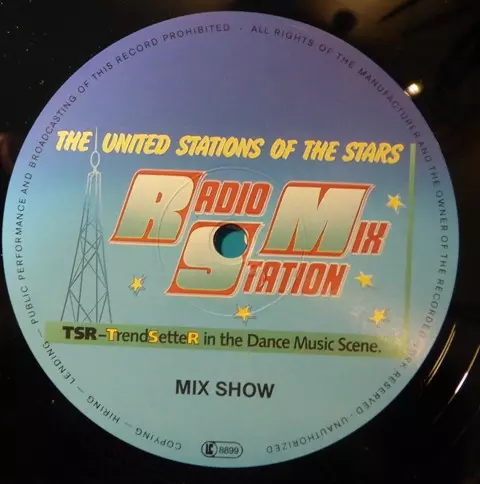 ALL RIGHTS OF THE MANUFACTURER AND THE OWNER OF THE RECORDED WORK RESERVED - UNAUTHORIZED COPYING — HIRING — LENDING — PUBLIC PERFORMANCE AND BROADCASTING OF THIS RECORD PROHIBITED -
THE UNITED STATIONS OF THE STARS
RADIO MIX
STATION
TSR–TrendSetteR in the Dance Music Scene.
MIX SHOW
LC 8899